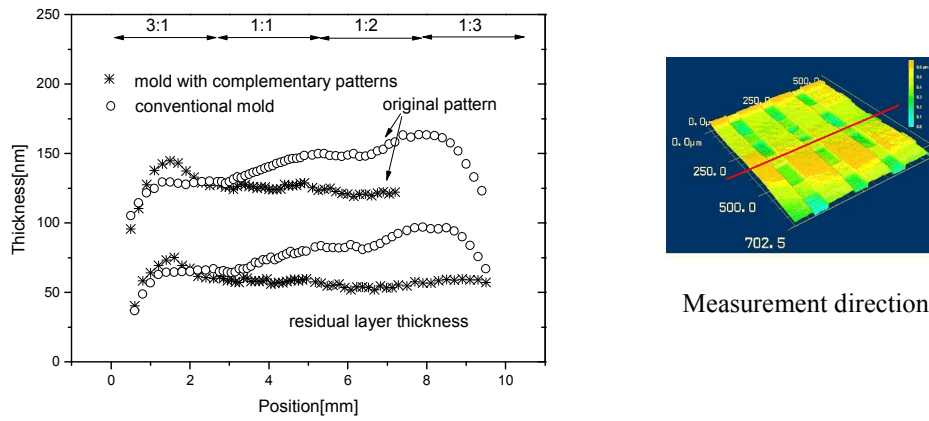 3:1 1:1 1:2 1:3
250
200
150
100
50
0
Thickness[nm]
mold with complementary patterns
conventional mold
original pattern
residual layer thickness
0 2 4 6 8 10
Position[mm]
500.
250.0
0.0μ
0.0μm
250.0
500.0
702.5
Measurement direction